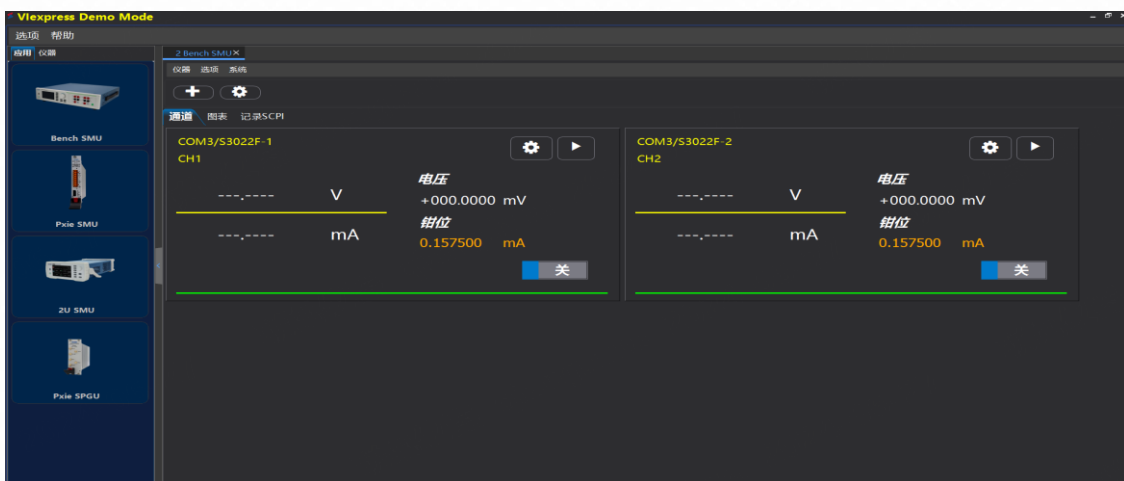 VIexpress Demo Mode
选项 帮助
应用 仪器
Bench SMU
Pxie SMU
2U SMU
Pxie SPGU
2 Bench SMU×
仪器 选项 系统
通道 图表 记录SCPI
COM3/S3022F-1
CH1
---.---- V
---.---- mA
电压
+000.0000 mV
钳位
0.157500 mA
关
COM3/S3022F-2
CH2
---.---- V
---.---- mA
电压
+000.0000 mV
钳位
0.157500 mA
关